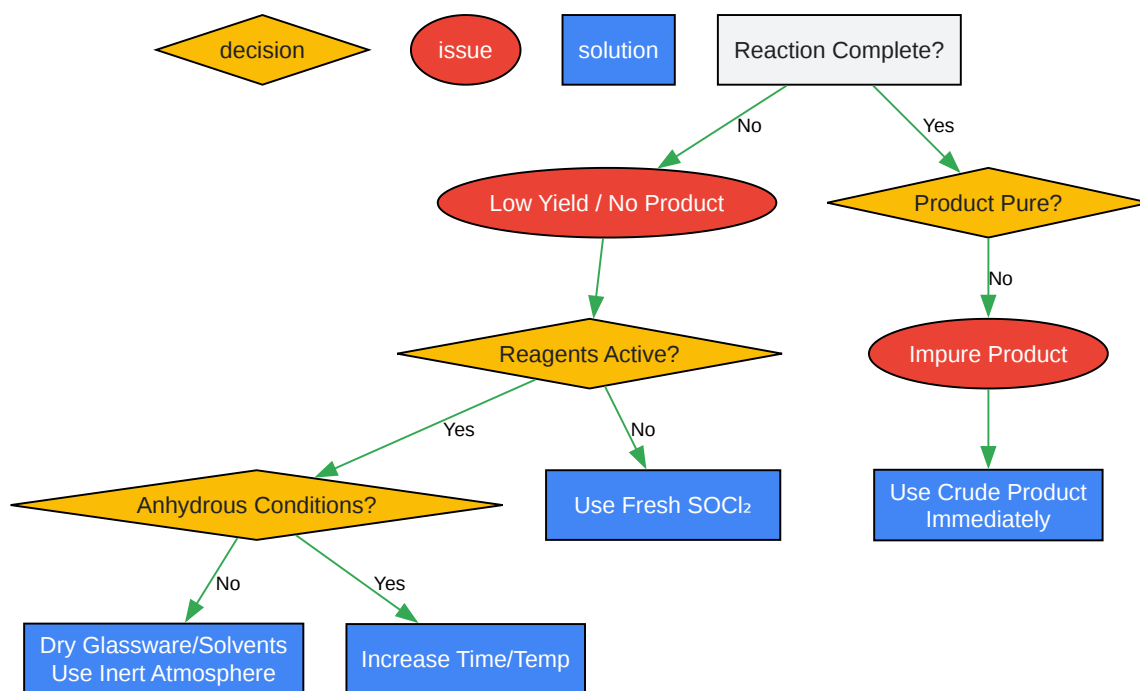 decision
issue
solution
Reaction Complete?
No
Yes
Low Yield / No Product
Product Pure?
No
Reagents Active?
Impure Product
Yes
No
Anhydrous Conditions?
Use Fresh SOCl₂
Use Crude Product
Immediately
No
Yes
Dry Glassware/Solvents
Use Inert Atmosphere
Increase Time/Temp